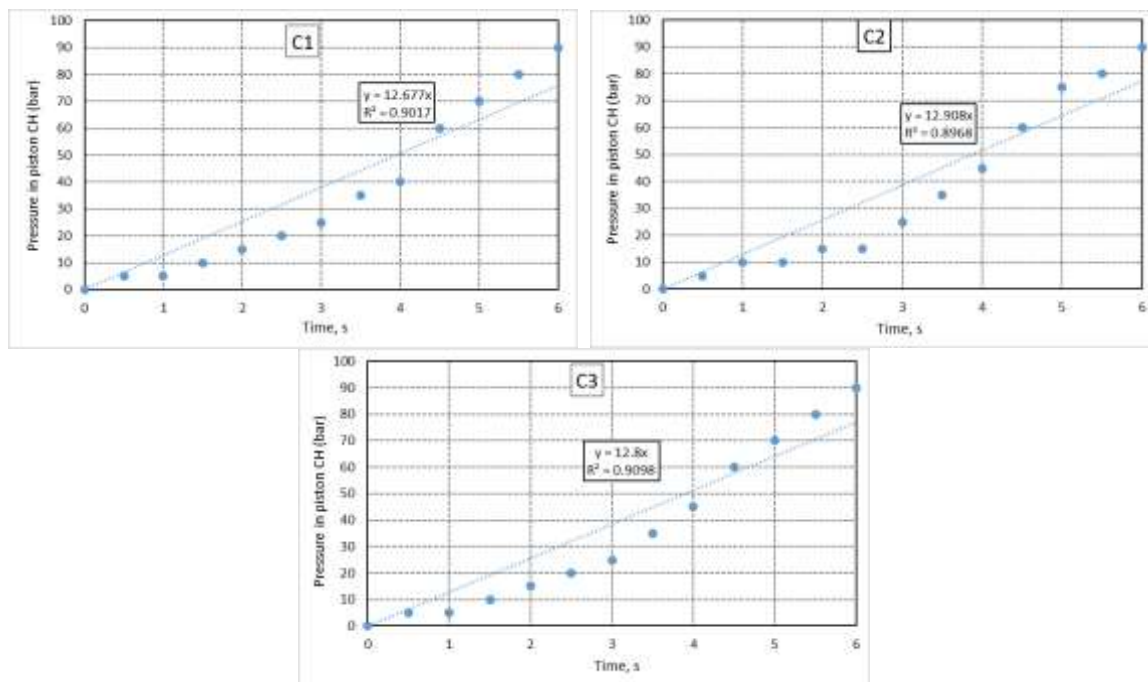 C1
Pressure in piston CH (bar)
100
90
80
70
60
50
40
30
20
10
0
y = 12.677x
R² = 0.9017
0 1 2 3 4 5 6
Time, s
C2
Pressure in piston CH (bar)
100
90
80
70
60
50
40
30
20
10
0
y = 12.908x
R² = 0.8968
0 1 2 3 4 5 6
Time, s
C3
Pressure in piston CH (bar)
100
90
80
70
60
50
40
30
20
10
0
y = 12.8x
R² = 0.9098
0 1 2 3 4 5 6
Time, s